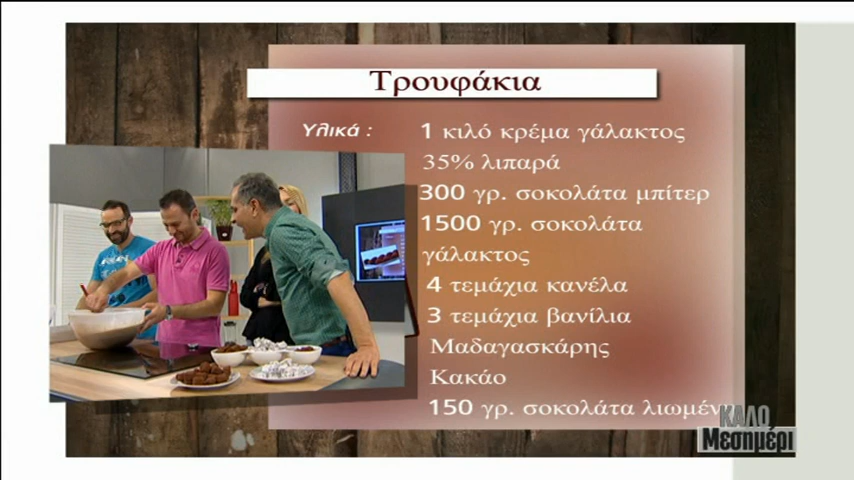 Τρουφάκια
Υλικά :
1 κιλό κρέμα γάλακτος
35% λιπαρά
300 γρ. σοκολάτα μπίτερ
1500 γρ. σοκολάτα
γάλακτος
4 τεμάχια κανέλα
3 τεμάχια βανίλια
Μαδαγασκάρης
Κακάο
150 γρ. σοκολάτα λιωμέν
ΚΑΛΟ
Μεσημέρι